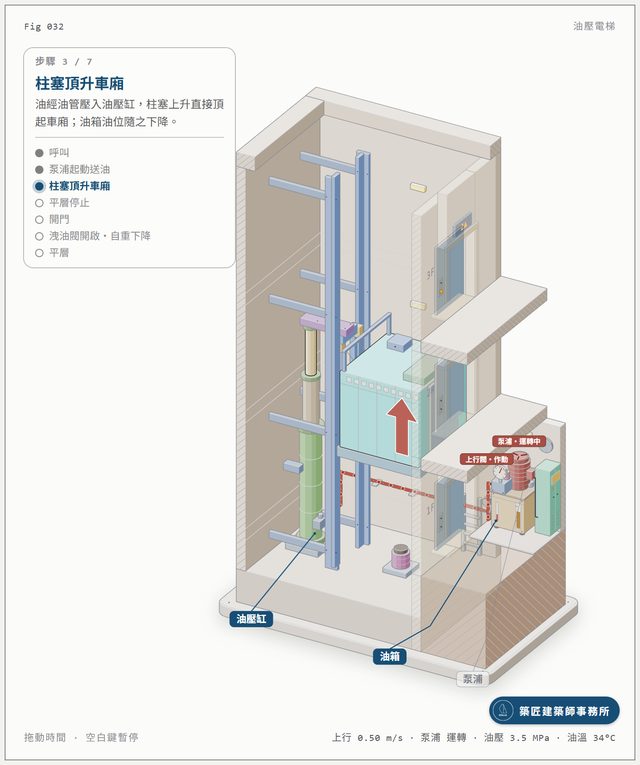 Fig 032
油壓電梯
步驟 3 / 7
柱塞頂升車廂
油經油管壓入油壓缸，柱塞上升直接頂
起車廂；油箱油位隨之下降。
呼叫
泵浦起動送油
柱塞頂升車廂
平層停止
開門
洩油閥開啟・自重下降
平層
3F
1F
泵浦・運轉中
上行閥・作動
油壓缸
油箱
泵浦
築匠建築師事務所
拖動時間 · 空白鍵暫停
上行 0.50 m/s · 泵浦 運轉 · 油壓 3.5 MPa · 油溫 34°C